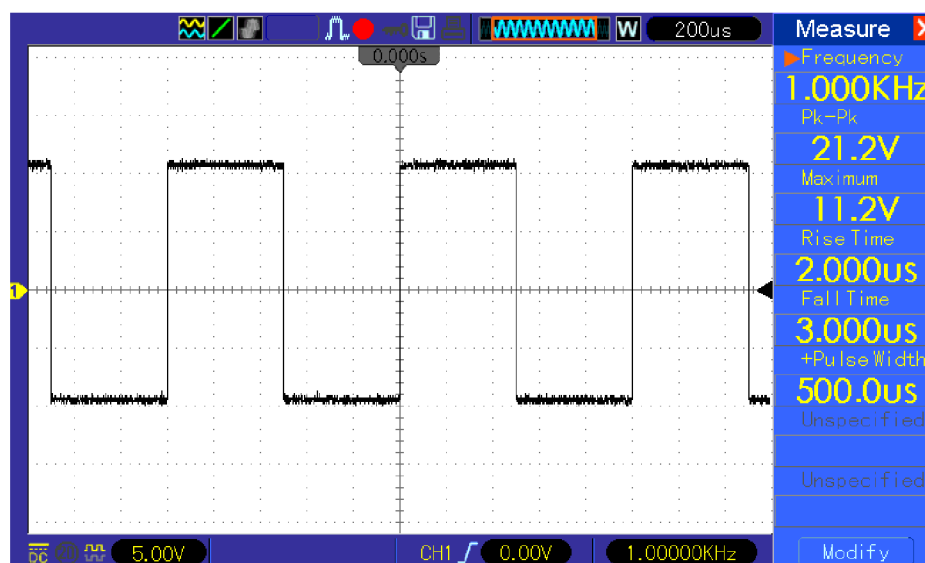 W 200us
Measure
0.000s
Frequency
1.000KHz
Pk-Pk
21.2V
Maximum
11.2V
Rise Time
2.000us
1
Fall Time
3.000us
+Pulse Width
500.0us
Unspecified
Unspecified
DC 5.00V CH1 0.00V 1.00000KHz
Modify